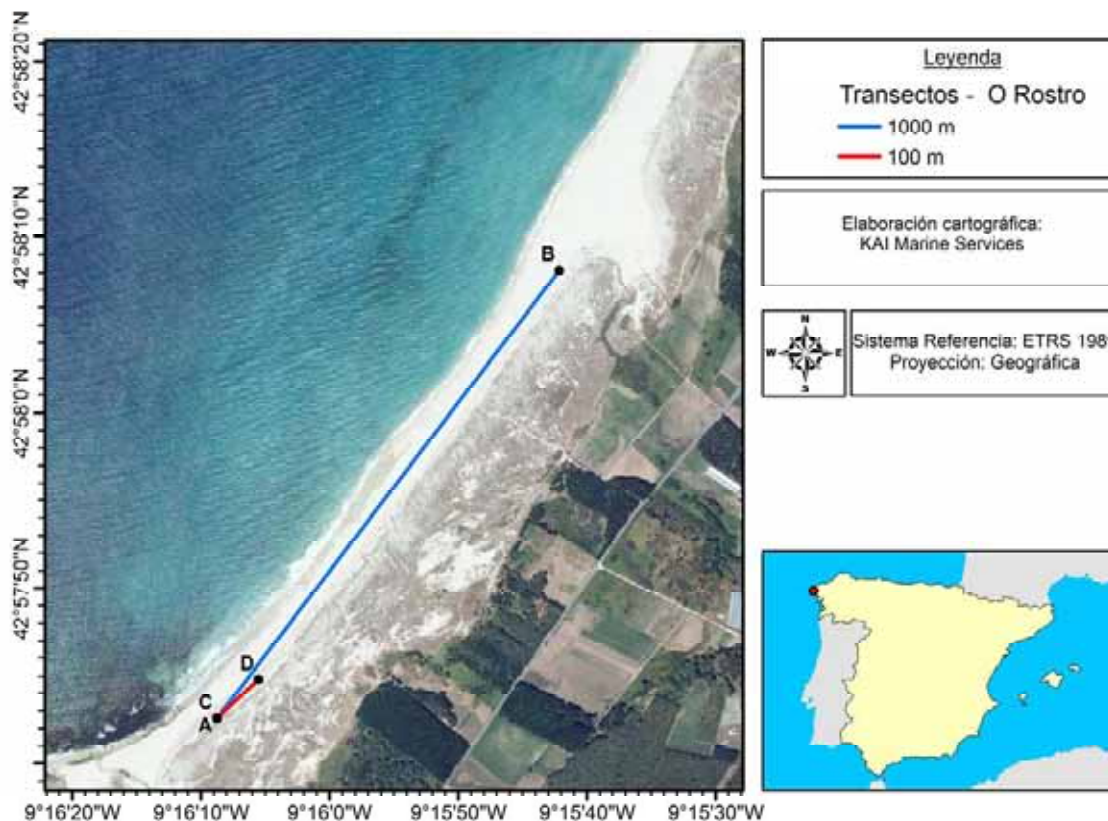 42°58'20"N
42°58'10"N
42°58'0"N
42°57'50"N
B
D
C
A
9°16'20"W 9°16'10"W 9°16'0"W 9°15'50"W 9°15'40"W 9°15'30"W
Leyenda
Transectos - O Rostro
1000 m
100 m
Elaboración cartográfica:
KAI Marine Services
N
W E
S
Sistema Referencia: ETRS 198
Proyección: Geográfica